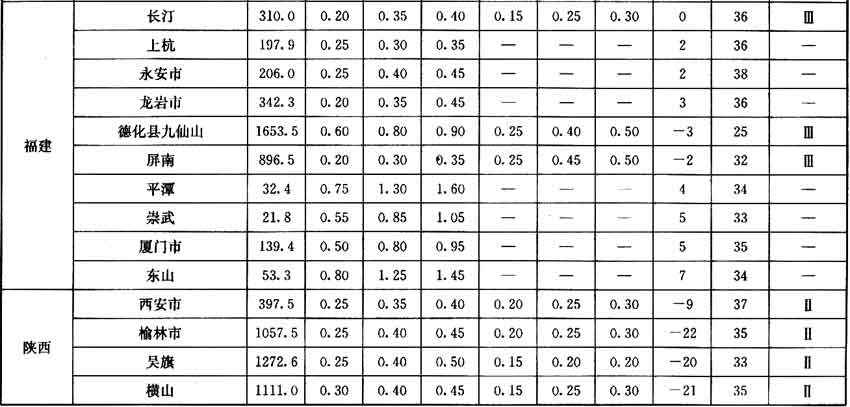 福建
长汀 310.0 0.20 0.35 0.40 0.15 0.25 0.30 0 36 Ⅲ
上杭 197.9 0.25 0.30 0.35 — — — 2 36 —
永安市 206.0 0.25 0.40 0.45 — — — 2 38 —
龙岩市 342.3 0.20 0.35 0.45 — — — 3 36 —
德化县九仙山 1653.5 0.60 0.80 0.90 0.25 0.40 0.50 −3 25 Ⅲ
屏南 896.5 0.20 0.30 0.35 0.25 0.45 0.50 −2 32 Ⅲ
平潭 32.4 0.75 1.30 1.60 — — — 4 34 —
崇武 21.8 0.55 0.85 1.05 — — — 5 33 —
厦门市 139.4 0.50 0.80 0.95 — — — 5 35 —
东山 53.3 0.80 1.25 1.45 — — — 7 34 —
陕西
西安市 397.5 0.25 0.35 0.40 0.20 0.25 0.30 −9 37 Ⅱ
榆林市 1057.5 0.25 0.40 0.45 0.20 0.25 0.30 −22 35 Ⅱ
吴旗 1272.6 0.25 0.40 0.50 0.15 0.20 0.20 −20 33 Ⅱ
横山 1111.0 0.30 0.40 0.45 0.15 0.25 0.30 −21 35 Ⅱ